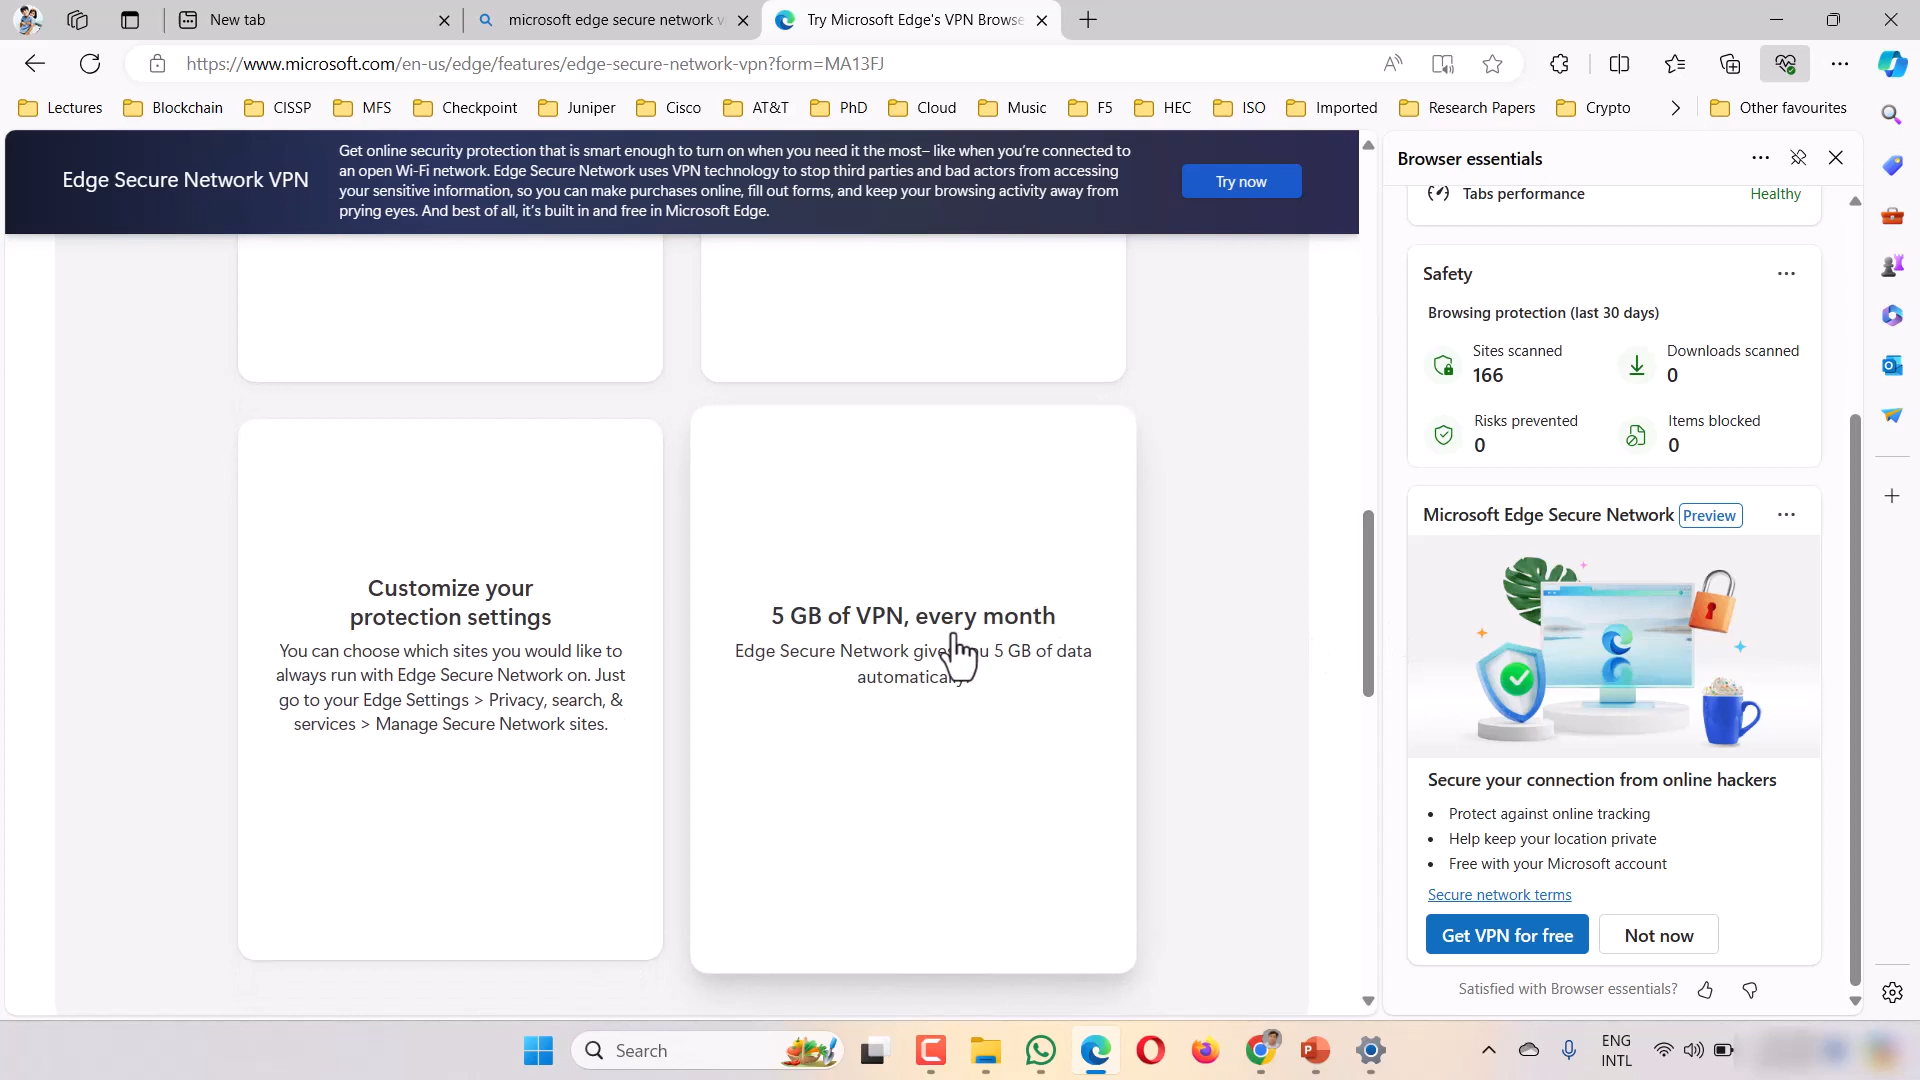 New tab
microsoft edge secure network v
Try Microsoft Edge's VPN Browse
https://www.microsoft.com/en-us/edge/features/edge-secure-network-vpn?form=MA13FJ
Lectures
Blockchain
CISSP
MFS
Checkpoint
Juniper
Cisco
AT&T
PhD
Cloud
Music
F5
HEC
ISO
Imported
Research Papers
Crypto
Other favourites
Edge Secure Network VPN
Get online security protection that is smart enough to turn on when you need it the most– like when you're connected to
an open Wi-Fi network. Edge Secure Network uses VPN technology to stop third parties and bad actors from accessing
your sensitive information, so you can make purchases online, fill out forms, and keep your browsing activity away from
prying eyes. And best of all, it's built in and free in Microsoft Edge.
Try now
Customize your
protection settings
You can choose which sites you would like to
always run with Edge Secure Network on. Just
go to your Edge Settings > Privacy, search, &
services > Manage Secure Network sites.
5 GB of VPN, every month
Edge Secure Network 5 GB of data
automatically.
Browser essentials
Tabs performance
Healthy
Safety
Browsing protection (last 30 days)
Sites scanned
166
Downloads scanned
0
Risks prevented
0
Items blocked
0
Microsoft Edge Secure Network
Preview
Secure your connection from online hackers
• Protect against online tracking
• Help keep your location private
• Free with your Microsoft account
Secure network terms
Get VPN for free
Not now
Satisfied with Browser essentials?
Search
ENG
INTL